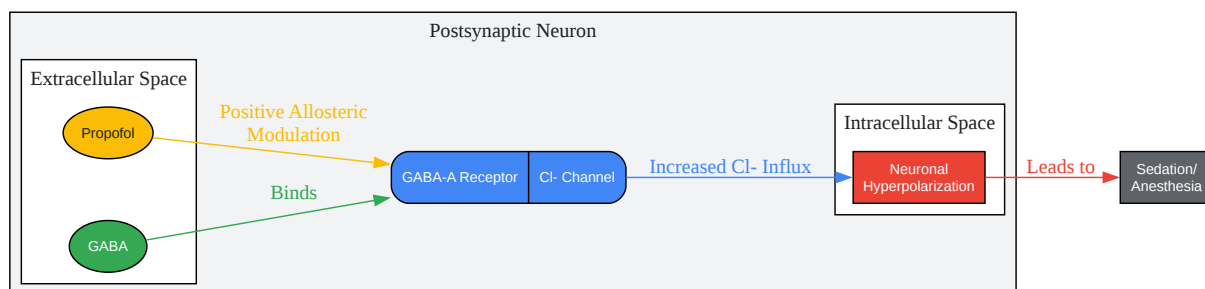 Postsynaptic Neuron
Extracellular Space
Propofol
GABA
Positive Allosteric
Modulation
Binds
GABA-A Receptor
Cl- Channel
Increased Cl- Influx
Intracellular Space
Neuronal
Hyperpolarization
Leads to
Sedation/
Anesthesia